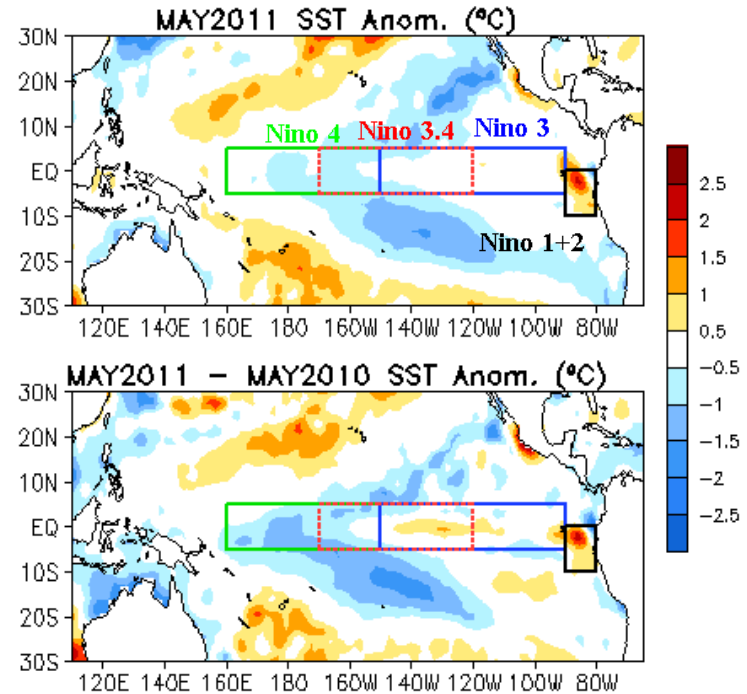 MAY2011 SST Anom. (°C)
30N
20N
10N
EQ
10S
20S
30S
Nino 4
Nino 3.4
Nino 3
Nino 1+2
120E 140E 160E 180 160W 140W 120W 100W 80W
MAY2011 – MAY2010 SST Anom. (°C)
30N
20N
10N
EQ
10S
20S
30S
120E 140E 160E 180 160W 140W 120W 100W 80W
2.5
2
1.5
1
0.5
-0.5
-1
-1.5
-2
-2.5